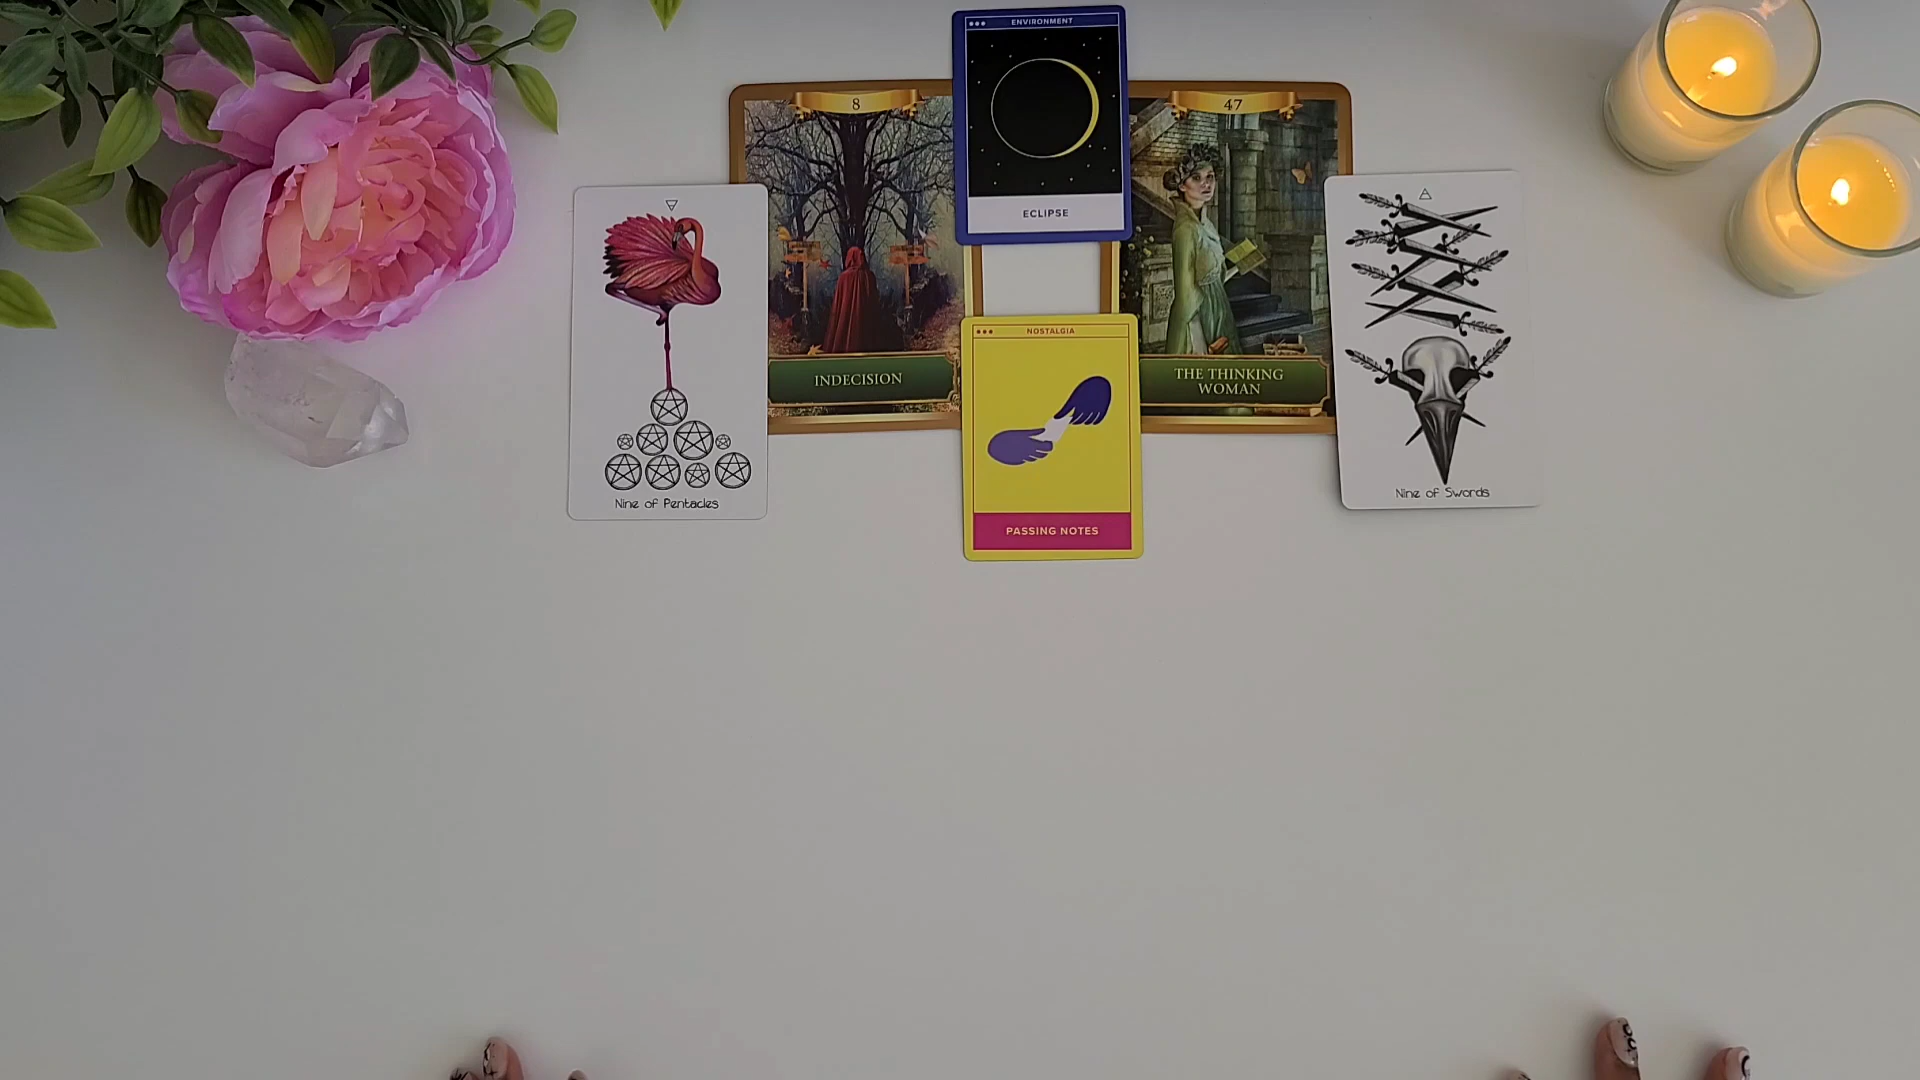 ENVIRONMENT
ECLIPSE
8
INDECISION
47
THE THINKING
WOMAN
Nine of Pentacles
NOSTALGIA
PASSING NOTES
Nine of Swords